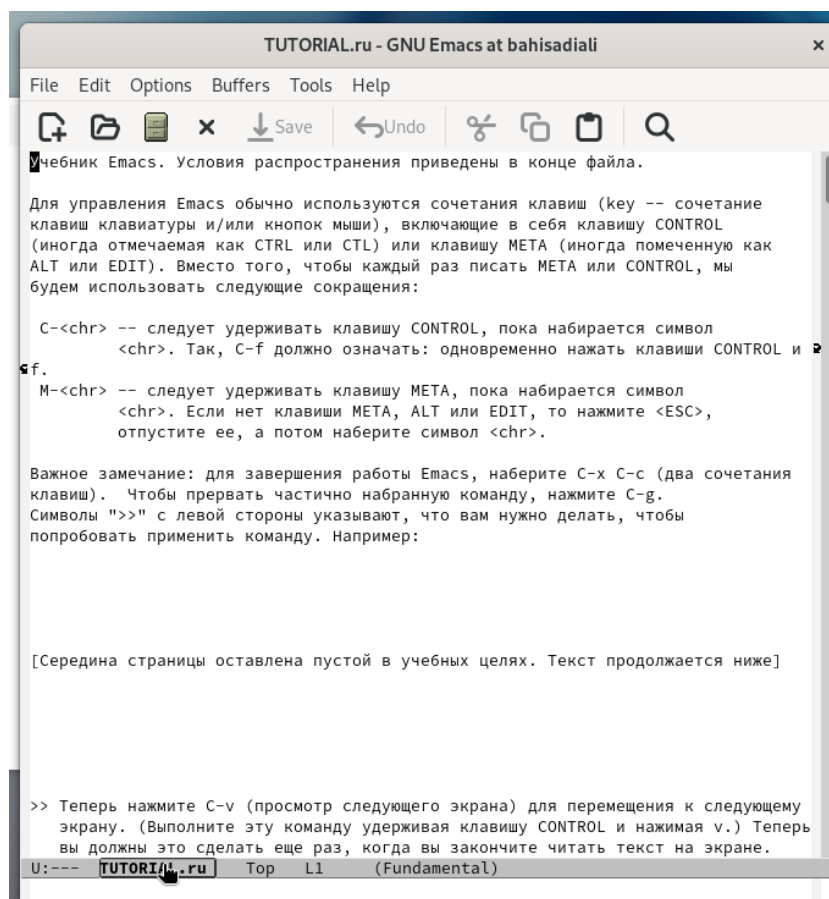 TUTORIAL.ru - GNU Emacs at bahisadiali
File Edit Options Buffers Tools Help
Save Undo
Учебник Emacs. Условия распространения приведены в конце файла.
Для управления Emacs обычно используются сочетания клавиш (key -- сочетание
клавиш клавиатуры и/или кнопок мыши), включающие в себя клавишу CONTROL
(иногда отмечаемая как CTRL или CTL) или клавишу META (иногда помеченную как
ALT или EDIT). Вместо того, чтобы каждый раз писать META или CONTROL, мы
будем использовать следующие сокращения:
C-<chr> -- следует удерживать клавишу CONTROL, пока набирается символ
<chr>. Так, C-f должно означать: одновременно нажать клавиши CONTROL и
f.
M-<chr> -- следует удерживать клавишу META, пока набирается символ
<chr>. Если нет клавиши META, ALT или EDIT, то нажмите <ESC>,
отпустите ее, а потом наберите символ <chr>.
Важное замечание: для завершения работы Emacs, наберите C-x C-c (два сочетания
клавиш). Чтобы прервать частично набранную команду, нажмите C-g.
Символы ">>" с левой стороны указывают, что вам нужно делать, чтобы
попробовать применить команду. Например:
[Середина страницы оставлена пустой в учебных целях. Текст продолжается ниже]
>> Теперь нажмите C-v (просмотр следующего экрана) для перемещения к следующему
экрану. (Выполните эту команду удерживая клавишу CONTROL и нажимая v.) Теперь
вы должны это сделать еще раз, когда вы закончите читать текст на экране.
U:--- TUTORIAL.ru Top L1 (Fundamental)